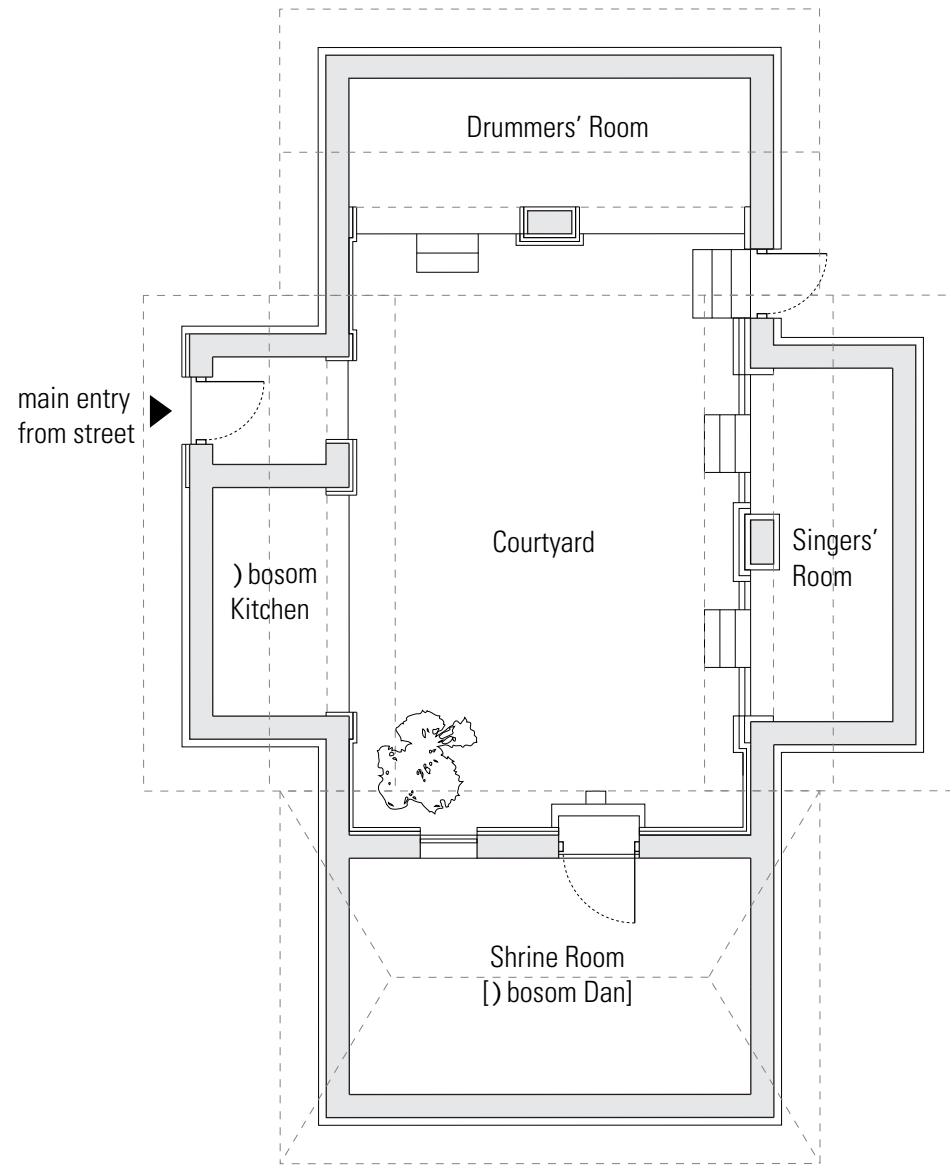 Drummers’ Room
main entry
from street
Courtyard
Singers’
Room
) bosom
Kitchen
Shrine Room
[) bosom Dan]